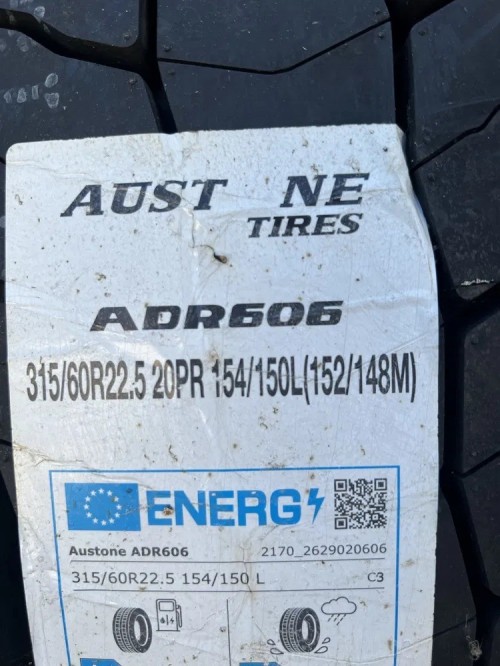 AUST NE
TIRES
ADR606
315/60R22.5 20PR 154/150L(152/148M)
ENERG
Austone ADR606 2170_2629020606
315/60R22.5 154/150 L C3